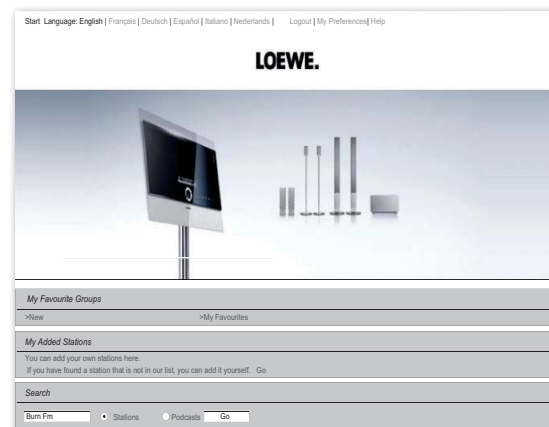 Start Language: English | Français | Deutsch | Español | Italiano | Nederlands | Logout | My Preferences| Help
LOEWE.
My Favourite Groups
>New >My Favourites
My Added Stations
You can add your own stations here.
If you have found a station that is not in our list, you can add it yourself. Go
Search
Burn Fm Stations Podcasts Go